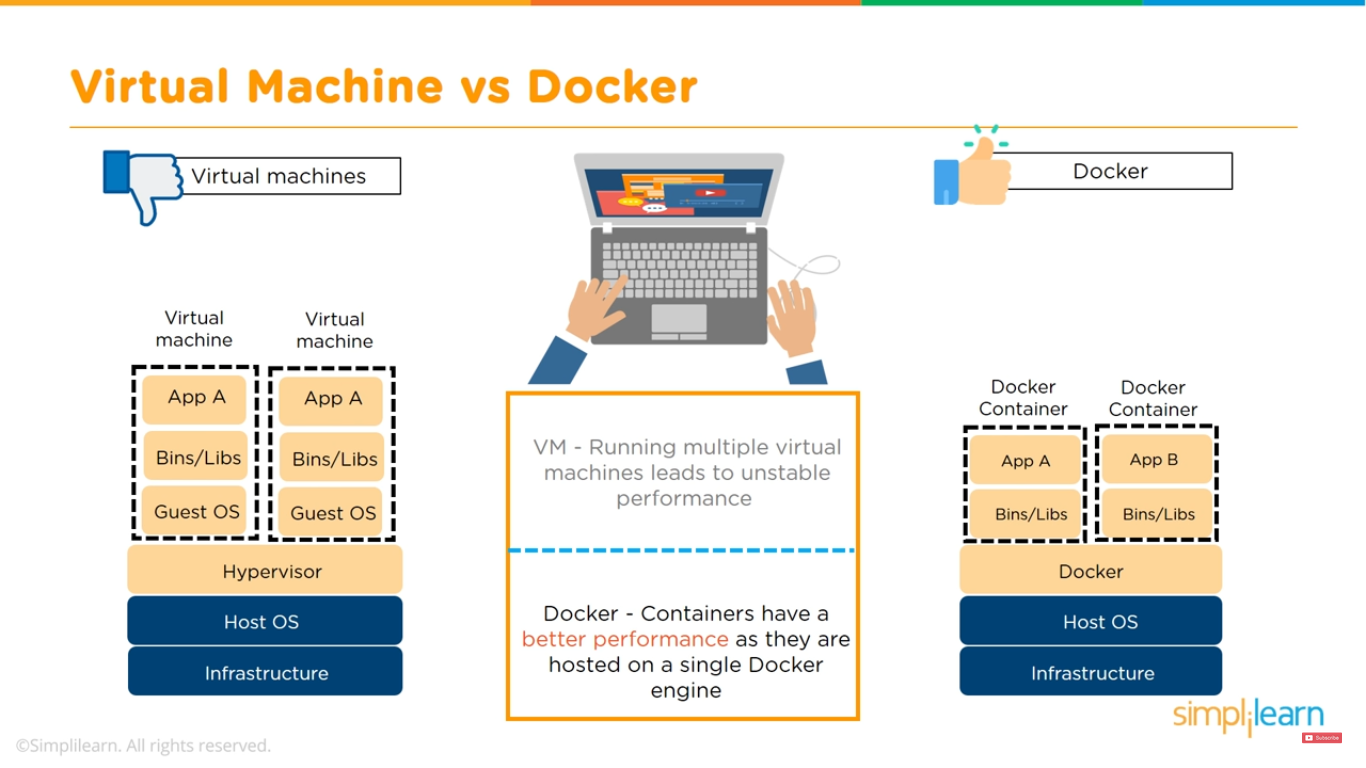 Virtual Machine vs Docker
Virtual machines
Docker
Virtual
machine
Virtual
machine
App A
App A
Bins/Libs
Bins/Libs
Guest OS
Guest OS
Hypervisor
Host OS
Infrastructure
VM - Running multiple virtual
machines leads to unstable
performance
Docker - Containers have a
better performance as they are
hosted on a single Docker
engine
Docker
Container
Docker
Container
App A
App B
Bins/Libs
Bins/Libs
Docker
Host OS
Infrastructure
simplilearn
Subscribe
©Simplilearn. All rights reserved.